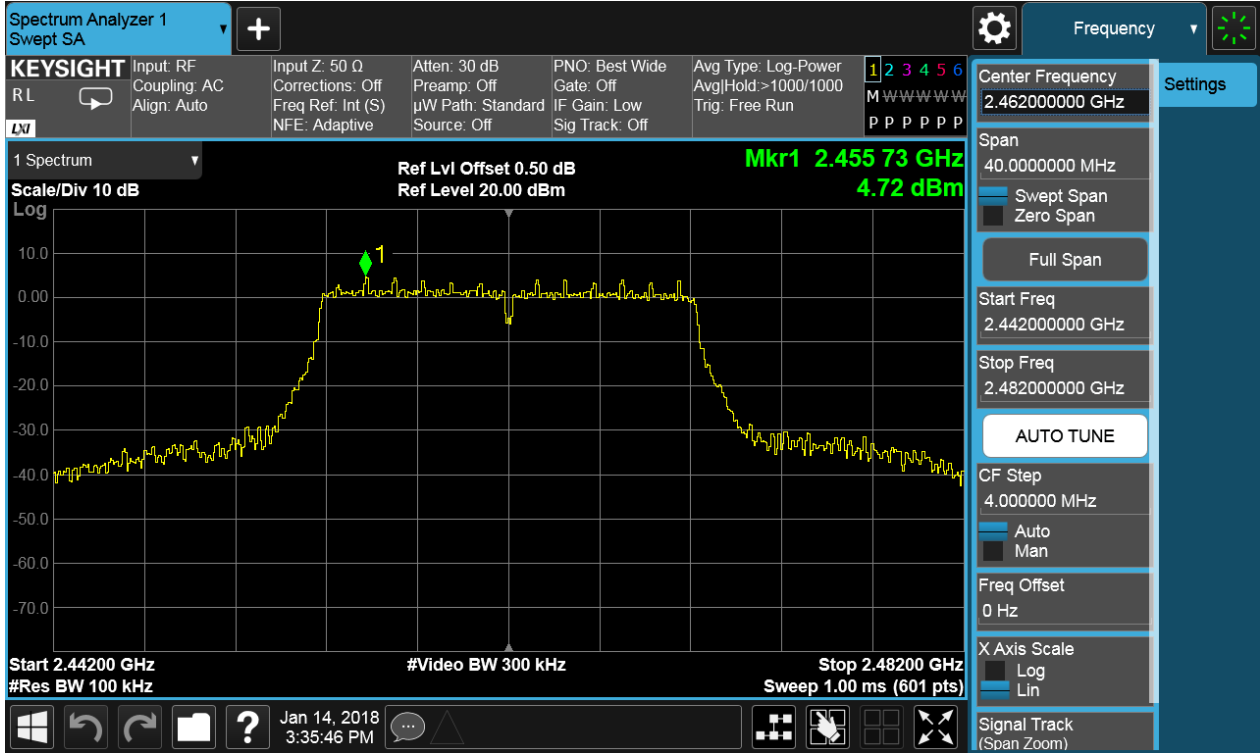 Spectrum Analyzer 1
Swept SA
Frequency
KEYSIGHT
RL
LXI
Input: RF
Coupling: AC
Align: Auto
Input Z: 50 Ω
Corrections: Off
Freq Ref: Int (S)
NFE: Adaptive
Atten: 30 dB
Preamp: Off
µW Path: Standard
Source: Off
PNO: Best Wide
Gate: Off
IF Gain: Low
Sig Track: Off
Avg Type: Log-Power
Avg|Hold:>1000/1000
Trig: Free Run
1 2 3 4 5 6
M W W W W W
P P P P P P
1 Spectrum
Scale/Div 10 dB
Ref Lvl Offset 0.50 dB
Ref Level 20.00 dBm
Mkr1 2.455 73 GHz
4.72 dBm
Log
10.0
0.00
-10.0
-20.0
-30.0
-40.0
-50.0
-60.0
-70.0
1
Start 2.44200 GHz
#Res BW 100 kHz
#Video BW 300 kHz
Stop 2.48200 GHz
Sweep 1.00 ms (601 pts)
Jan 14, 2018
3:35:46 PM
Center Frequency
2.462000000 GHz
Span
40.0000000 MHz
Swept Span
Zero Span
Full Span
Start Freq
2.442000000 GHz
Stop Freq
2.482000000 GHz
AUTO TUNE
CF Step
4.000000 MHz
Auto
Man
Freq Offset
0 Hz
X Axis Scale
Log
Lin
Signal Track
(Span Zoom)
Settings